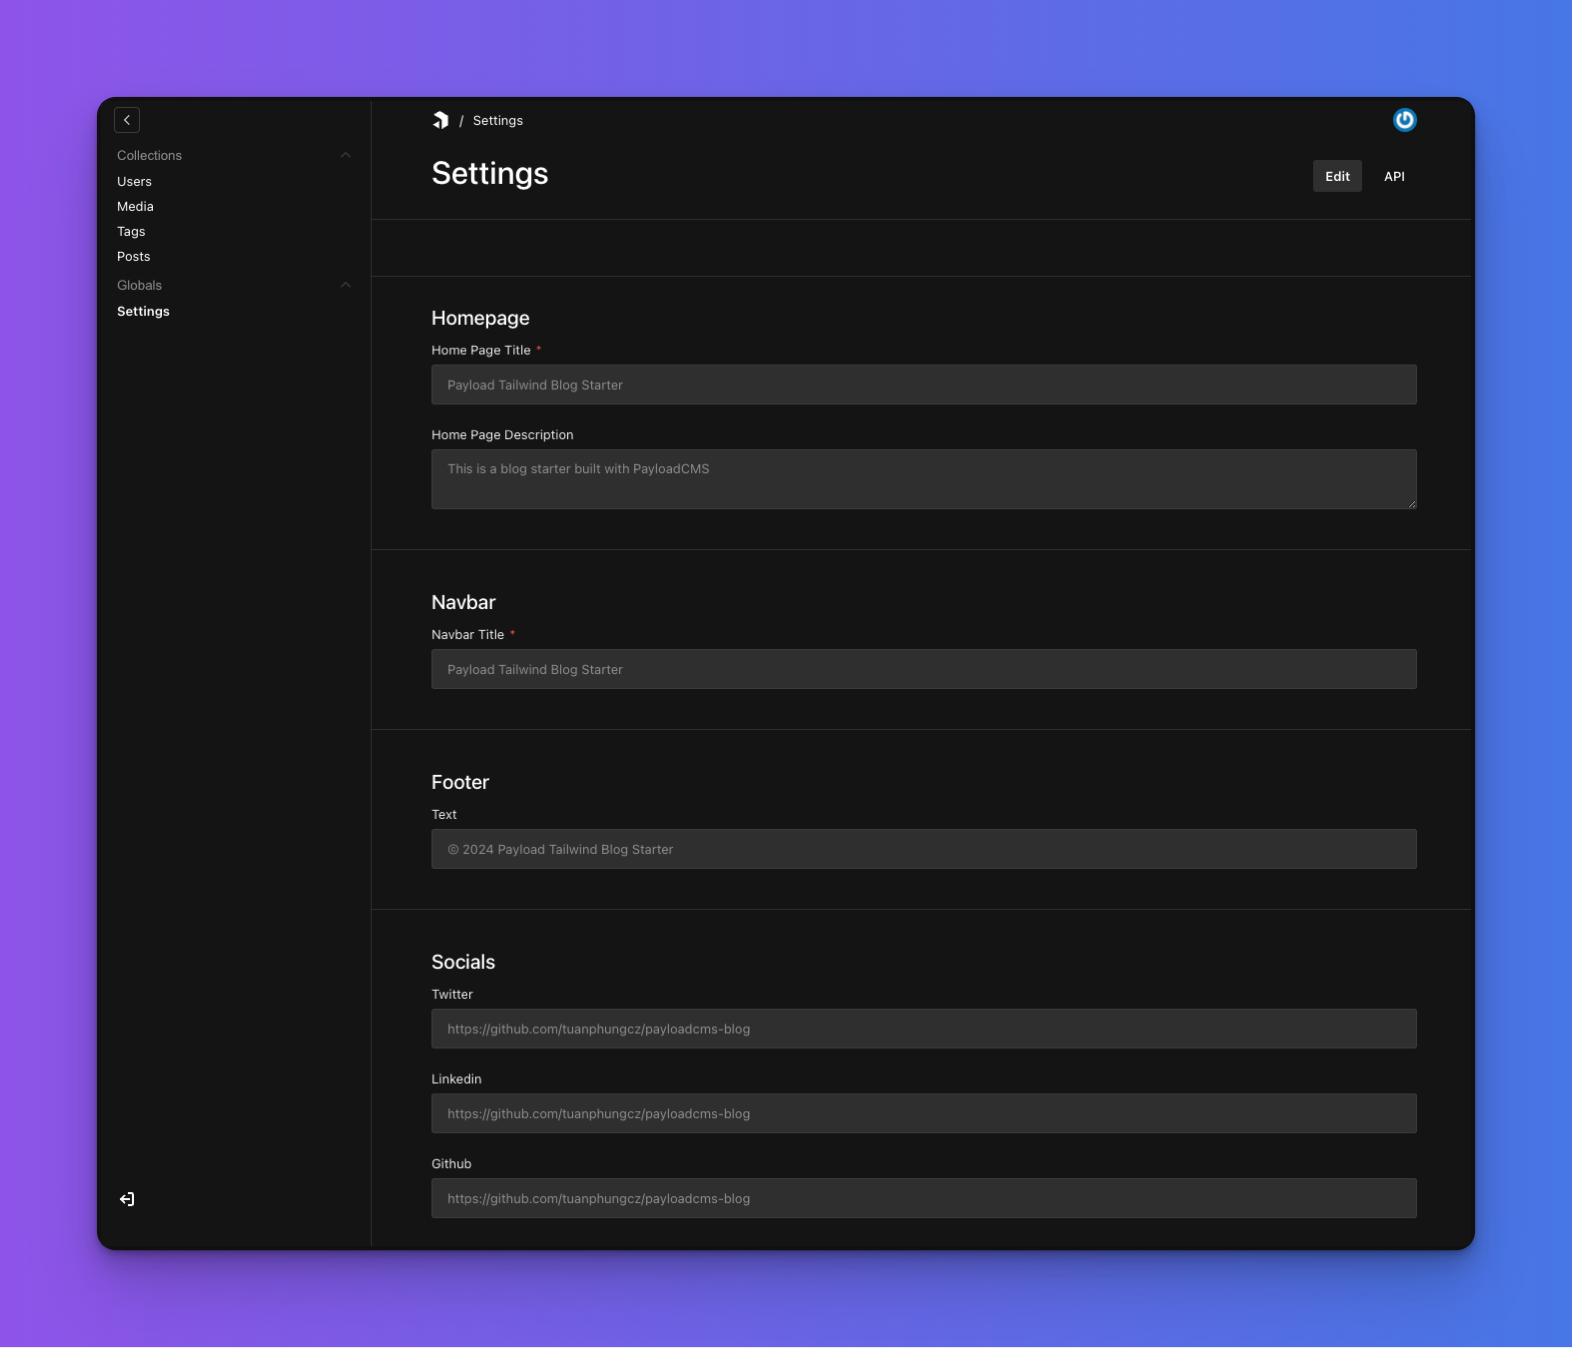 Collections
Users
Media
Tags
Posts
Globals
Settings
/ Settings
Settings
Edit
API
Homepage
Home Page Title *
Payload Tailwind Blog Starter
Home Page Description
This is a blog starter built with PayloadCMS
Navbar
Navbar Title *
Payload Tailwind Blog Starter
Footer
Text
© 2024 Payload Tailwind Blog Starter
Socials
Twitter
https://github.com/tuanphungcz/payloadcms-blog
Linkedin
https://github.com/tuanphungcz/payloadcms-blog
Github
https://github.com/tuanphungcz/payloadcms-blog